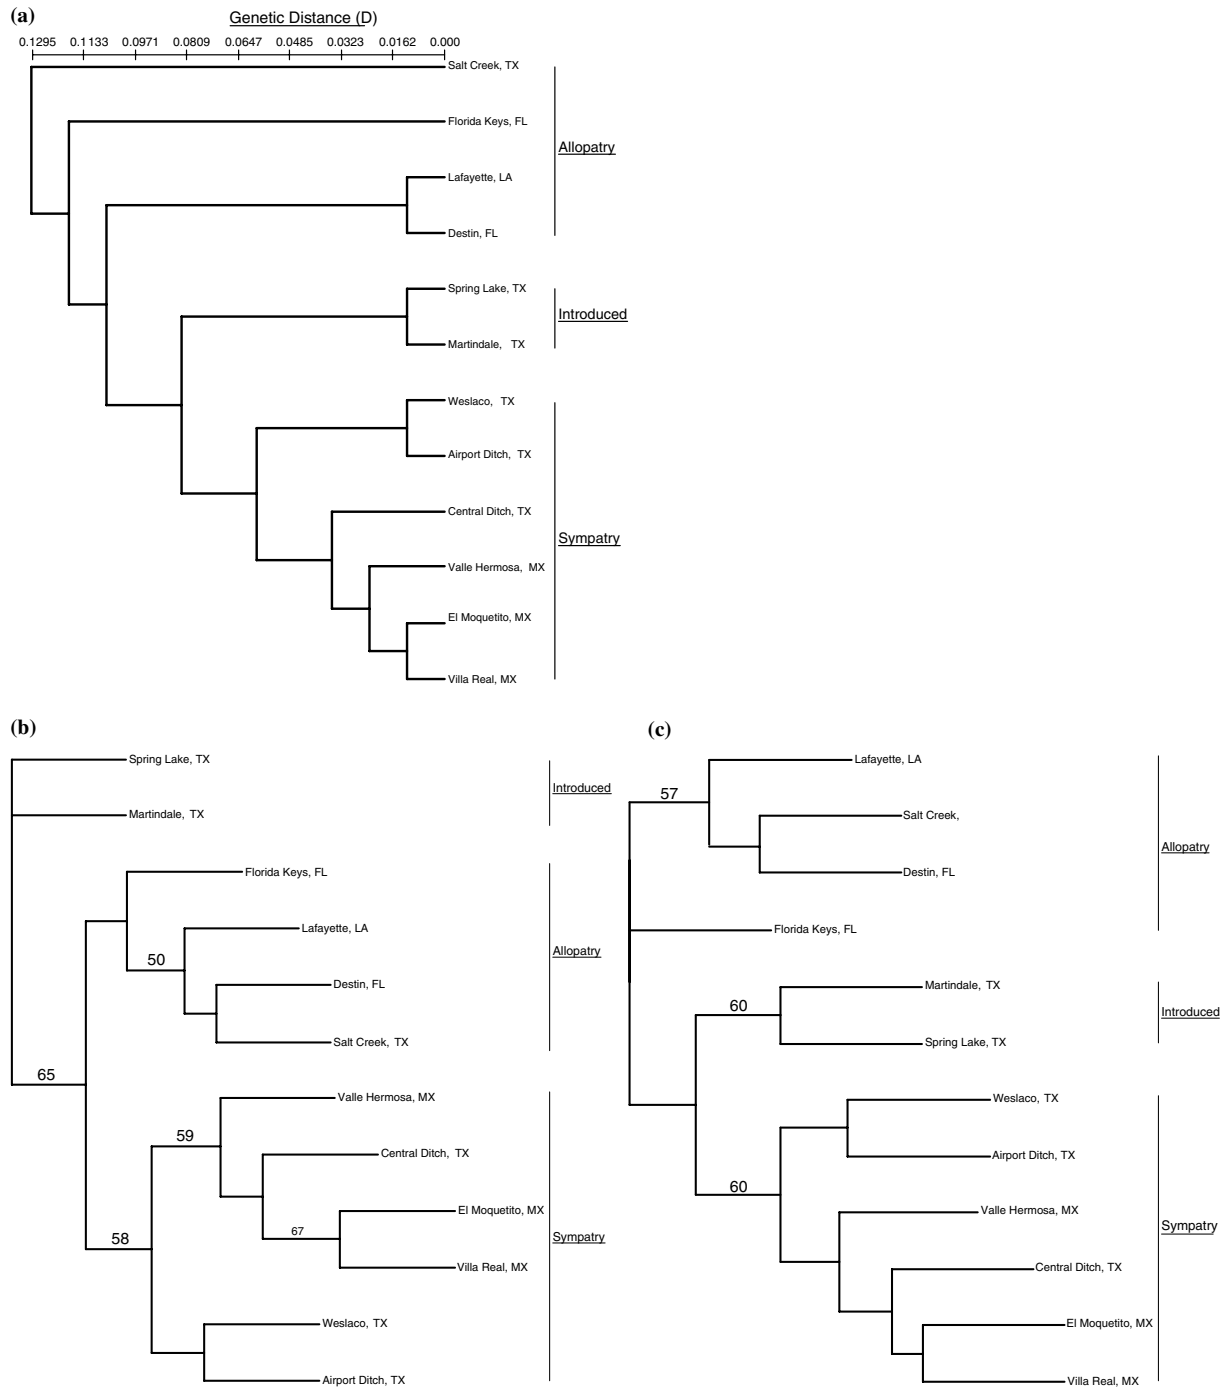 (a)
Genetic Distance (D)
0.1295 0.1133 0.0971 0.0809 0.0647 0.0485 0.0323 0.0162 0.000
Salt Creek, TX
Florida Keys, FL
Allopatry
Lafayette, LA
Destin, FL
Spring Lake, TX
Introduced
Martindale, TX
Weslaco, TX
Airport Ditch, TX
Central Ditch, TX
Sympatry
Valle Hermosa, MX
El Moquetito, MX
Villa Real, MX
(b)
Spring Lake, TX
Introduced
Martindale, TX
Florida Keys, FL
Lafayette, LA
Allopatry
50
Destin, FL
Salt Creek, TX
65
Valle Hermosa, MX
59
Central Ditch, TX
El Moquetito, MX
67
Sympatry
58
Villa Real, MX
Weslaco, TX
Airport Ditch, TX
(c)
Lafayette, LA
57
Salt Creek,
Allopatry
Destin, FL
Florida Keys, FL
Martindale, TX
60
Introduced
Spring Lake, TX
Weslaco, TX
Airport Ditch, TX
60
Valle Hermosa, MX
Sympatry
Central Ditch, TX
El Moquetito, MX
Villa Real, MX